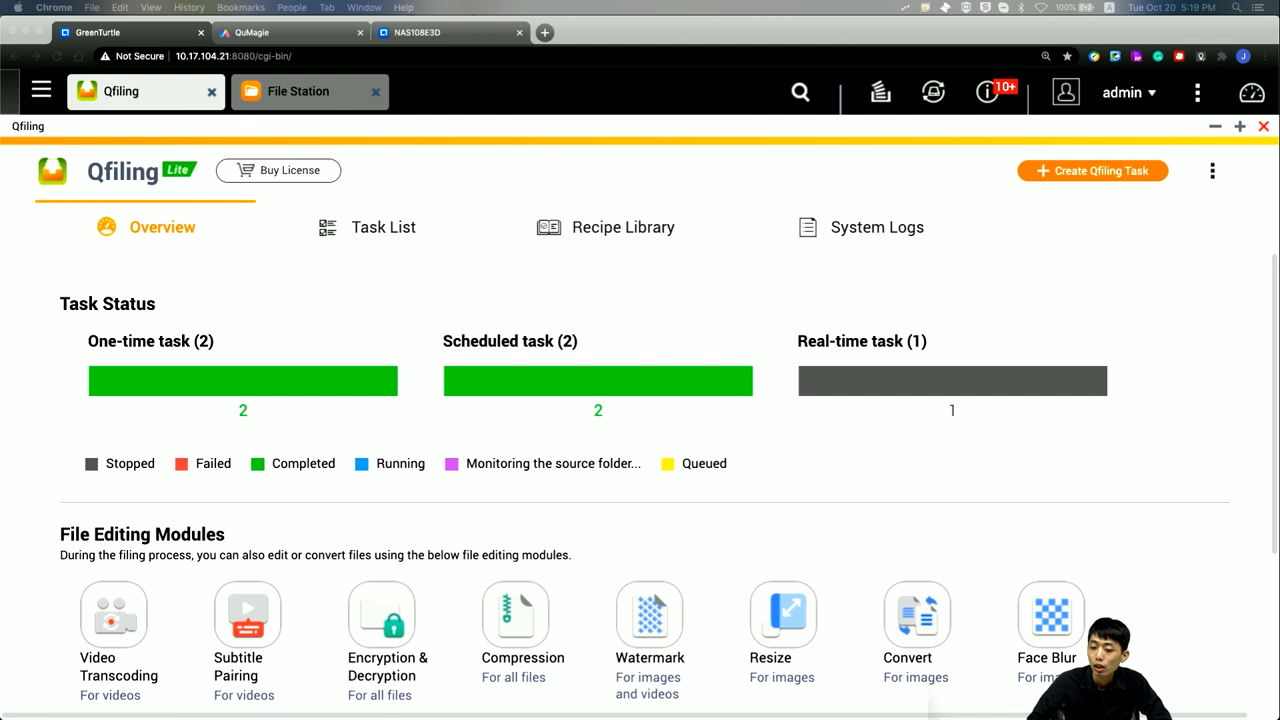 Chrome File Edit View History Bookmarks People Tab Window Help 100% A Tue Oct 20 5:19 PM
GreenTurtle QuMagie NAS108E3D
Not Secure 10.17.104.21:8080/cgi-bin/ J
Qfiling File Station 10+ admin
Qfiling
Qfiling Lite Buy License Create Qfiling Task
Overview Task List Recipe Library System Logs
Task Status
One-time task (2) Scheduled task (2) Real-time task (1)
2 2 1
Stopped Failed Completed Running Monitoring the source folder... Queued
File Editing Modules
During the filing process, you can also edit or convert files using the below file editing modules.
Video Subtitle Encryption & Compression Watermark Resize Convert Face Blur
Transcoding Pairing Decryption For all files For images For images For images For
For videos For videos For all files and videos